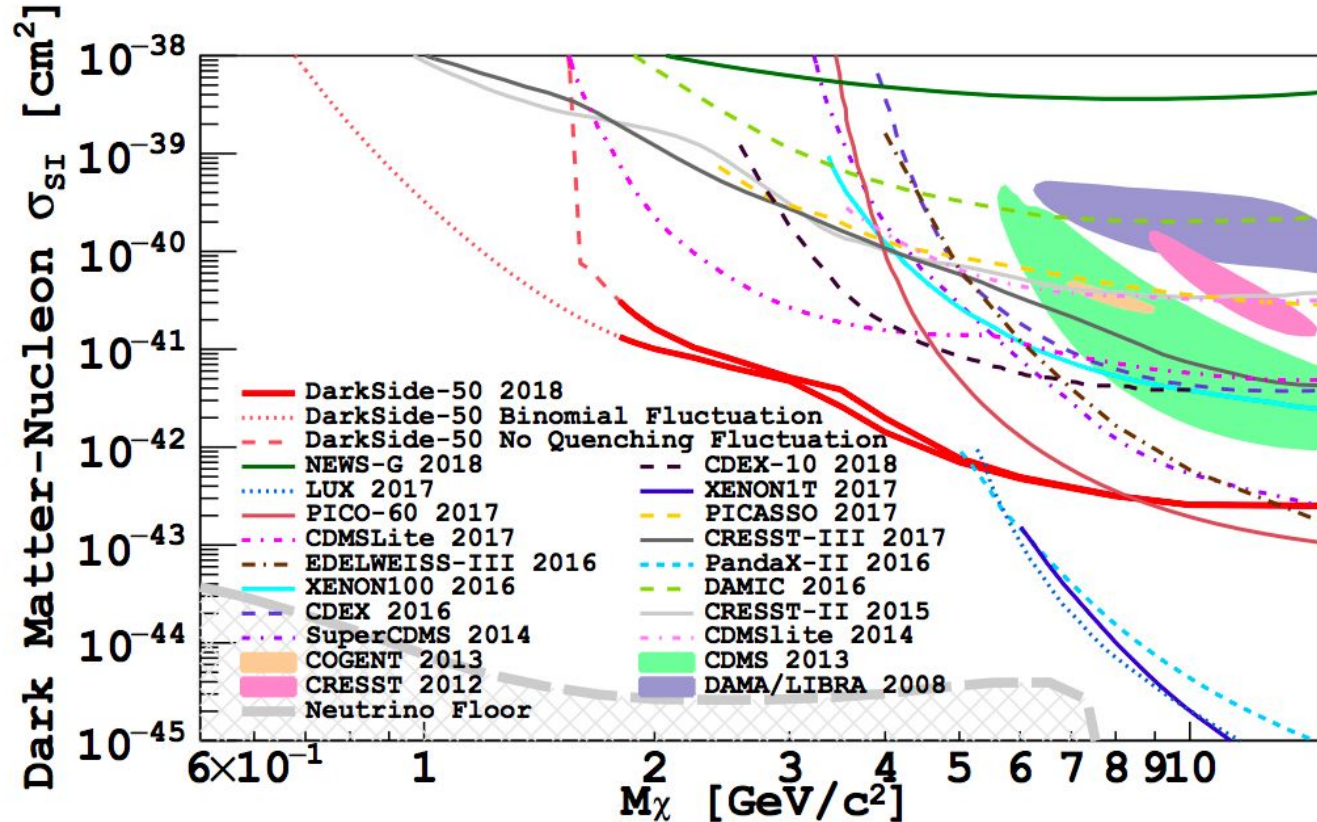 Dark Matter-Nucleon σSI [cm²]
10⁻³⁸
10⁻³⁹
10⁻⁴⁰
10⁻⁴¹
10⁻⁴²
10⁻⁴³
10⁻⁴⁴
10⁻⁴⁵
DarkSide-50 2018
DarkSide-50 Binomial Fluctuation
DarkSide-50 No Quenching Fluctuation
NEWS-G 2018
CDEX-10 2018
LUX 2017
XENON1T 2017
PICO-60 2017
PICASSO 2017
CDMSLite 2017
CRESST-III 2017
EDELWEISS-III 2016
PandaX-II 2016
XENON100 2016
DAMIC 2016
CDEX 2016
CRESST-II 2015
SuperCDMS 2014
CDMSlite 2014
COGENT 2013
CDMS 2013
CRESST 2012
DAMA/LIBRA 2008
Neutrino Floor
6×10⁻¹ 1 2 3 4 5 6 7 8 910
Mχ [GeV/c²]